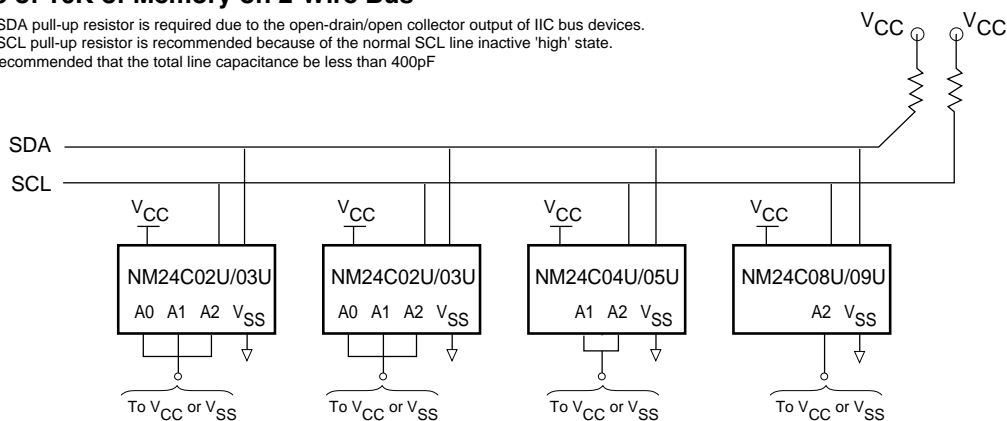 of 16K of Memory on 2-Wire Bus
SDA pull-up resistor is required due to the open-drain/open collector output of IIC bus devices.
SCL pull-up resistor is recommended because of the normal SCL line inactive 'high' state.
recommended that the total line capacitance be less than 400pF
VCC VCC
SDA
SCL
VCC VCC VCC VCC
NM24C02U/03U NM24C02U/03U NM24C04U/05U NM24C08U/09U
A0 A1 A2 VSS A0 A1 A2 VSS A1 A2 VSS A2 VSS
To VCC or VSS To VCC or VSS To VCC or VSS To VCC or VSS